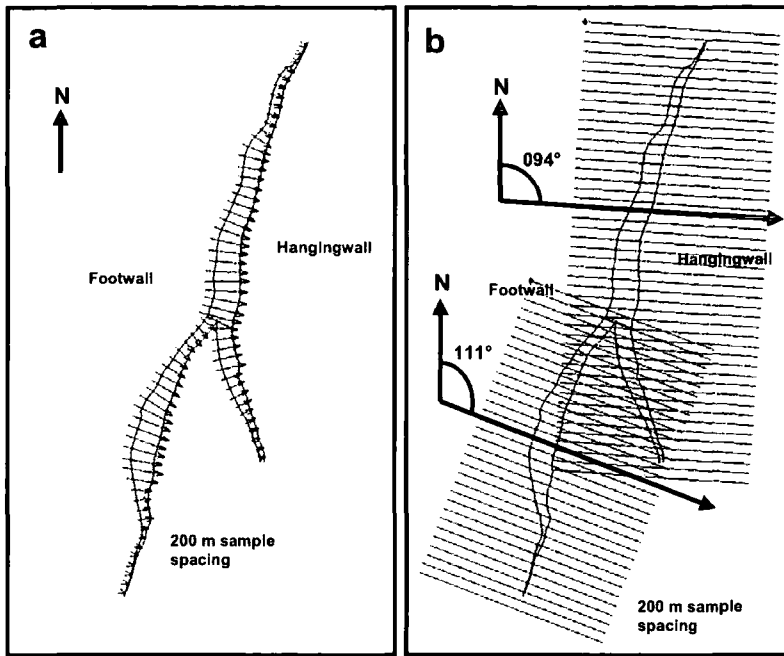 a
N
Footwall
Hangingwall
200 m sample
spacing
b
N
094°
Hangingwall
Footwall
N
111°
200 m sample
spacing